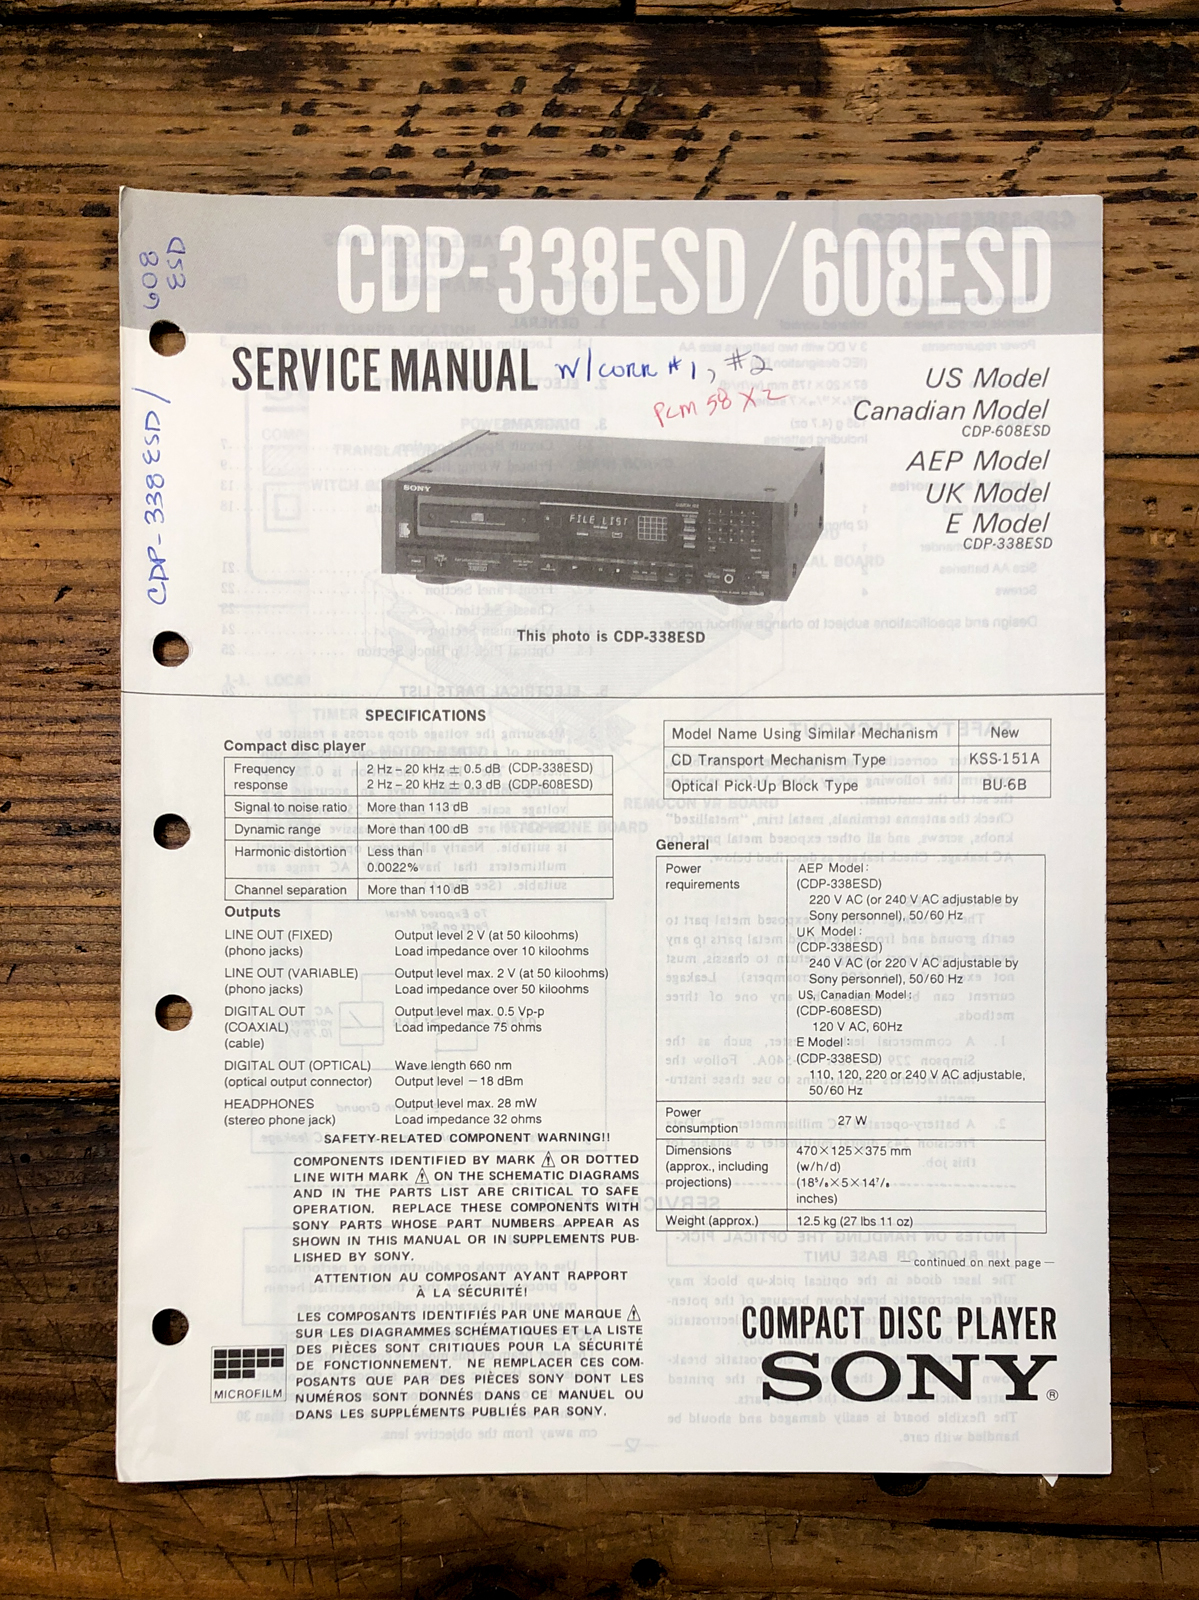 CDP-338ESD/608ESD
608
ESD
CDP-338ESD/
SERVICE MANUAL
W/CORR #1, #2
PCM 58 X 2
US Model
Canadian Model
CDP-608ESD
AEP Model
UK Model
E Model
CDP-338ESD
SONY
FILE LIST
This photo is CDP-338ESD
SPECIFICATIONS
Compact disc player
Frequency response
2 Hz – 20 kHz ± 0.5 dB (CDP-338ESD)
2 Hz – 20 kHz ± 0.3 dB (CDP-608ESD)
Signal to noise ratio More than 113 dB
Dynamic range More than 100 dB
Harmonic distortion Less than
0.0022%
Channel separation More than 110 dB
Outputs
LINE OUT (FIXED) Output level 2 V (at 50 kiloohms)
(phono jacks) Load impedance over 10 kiloohms
LINE OUT (VARIABLE) Output level max. 2 V (at 50 kiloohms)
(phono jacks) Load impedance over 50 kiloohms
DIGITAL OUT Output level max. 0.5 Vp-p
(COAXIAL) Load impedance 75 ohms
(cable)
DIGITAL OUT (OPTICAL) Wave length 660 nm
(optical output connector) Output level – 18 dBm
HEADPHONES Output level max. 28 mW
(stereo phone jack) Load impedance 32 ohms
SAFETY-RELATED COMPONENT WARNING!!
COMPONENTS IDENTIFIED BY MARK ⚠ OR DOTTED
LINE WITH MARK ⚠ ON THE SCHEMATIC DIAGRAMS
AND IN THE PARTS LIST ARE CRITICAL TO SAFE
OPERATION. REPLACE THESE COMPONENTS WITH
SONY PARTS WHOSE PART NUMBERS APPEAR AS
SHOWN IN THIS MANUAL OR IN SUPPLEMENTS PUB-
LISHED BY SONY.
ATTENTION AU COMPOSANT AYANT RAPPORT
À LA SÉCURITÉ!
LES COMPOSANTS IDENTIFIÉS PAR UNE MARQUE ⚠
SUR LES DIAGRAMMES SCHÉMATIQUES ET LA LISTE
DES PIÈCES SONT CRITIQUES POUR LA SÉCURITÉ
DE FONCTIONNEMENT. NE REMPLACER CES COM-
POSANTS QUE PAR DES PIÈCES SONY DONT LES
NUMÉROS SONT DONNÉS DANS CE MANUEL OU
DANS LES SUPPLÉMENTS PUBLIÉS PAR SONY.
MICROFILM
Model Name Using Similar Mechanism New
CD Transport Mechanism Type KSS-151A
Optical Pick-Up Block Type BU-6B
General
Power requirements
AEP Model:
(CDP-338ESD)
220 V AC (or 240 V AC adjustable by
Sony personnel), 50/60 Hz
UK Model:
(CDP-338ESD)
240 V AC (or 220 V AC adjustable by
Sony personnel), 50/60 Hz
US, Canadian Model:
(CDP-608ESD)
120 V AC, 60Hz
E Model:
(CDP-338ESD)
110, 120, 220 or 240 V AC adjustable,
50/60 Hz
Power consumption 27 W
Dimensions 470×125×375 mm
(approx., including (w/h/d)
projections) (18⁵/₈×5×14⁷/₈
inches)
Weight (approx.) 12.5 kg (27 lbs 11 oz)
— continued on next page —
COMPACT DISC PLAYER
SONY®